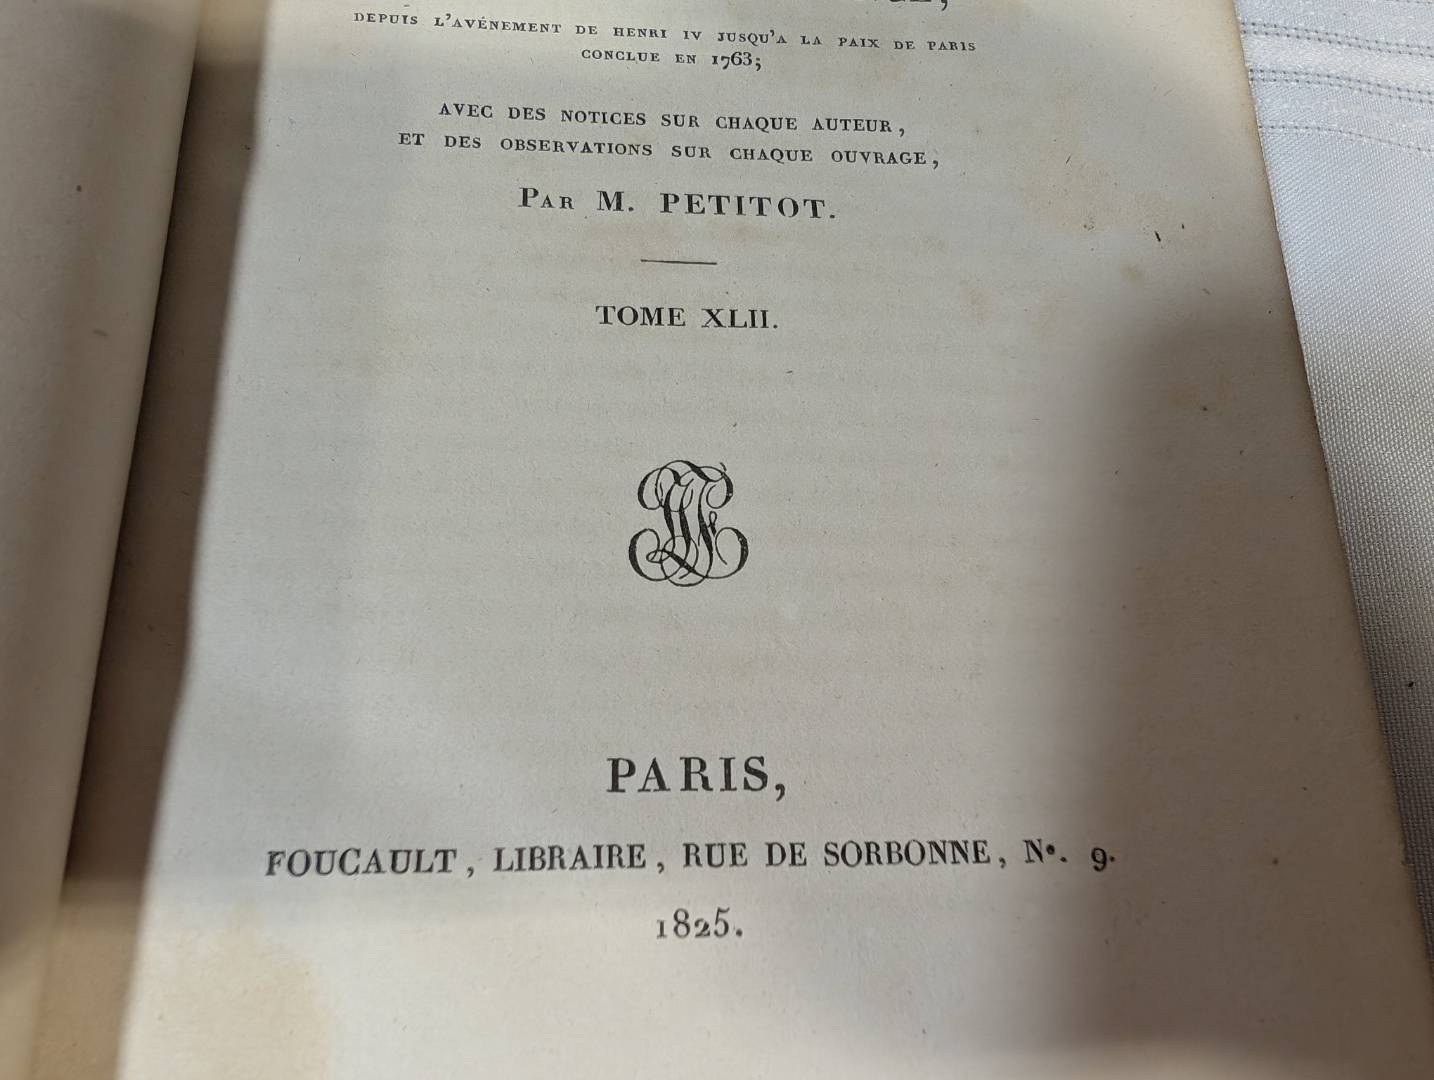 DEPUIS L'AVÉNEMENT DE HENRI IV JUSQU'A LA PAIX DE PARIS
CONCLUE EN 1763;
AVEC DES NOTICES SUR CHAQUE AUTEUR,
ET DES OBSERVATIONS SUR CHAQUE OUVRAGE,
PAR M. PETITOT.
TOME XLII.
PARIS,
FOUCAULT, LIBRAIRE, RUE DE SORBONNE, N°. 9.
1825.